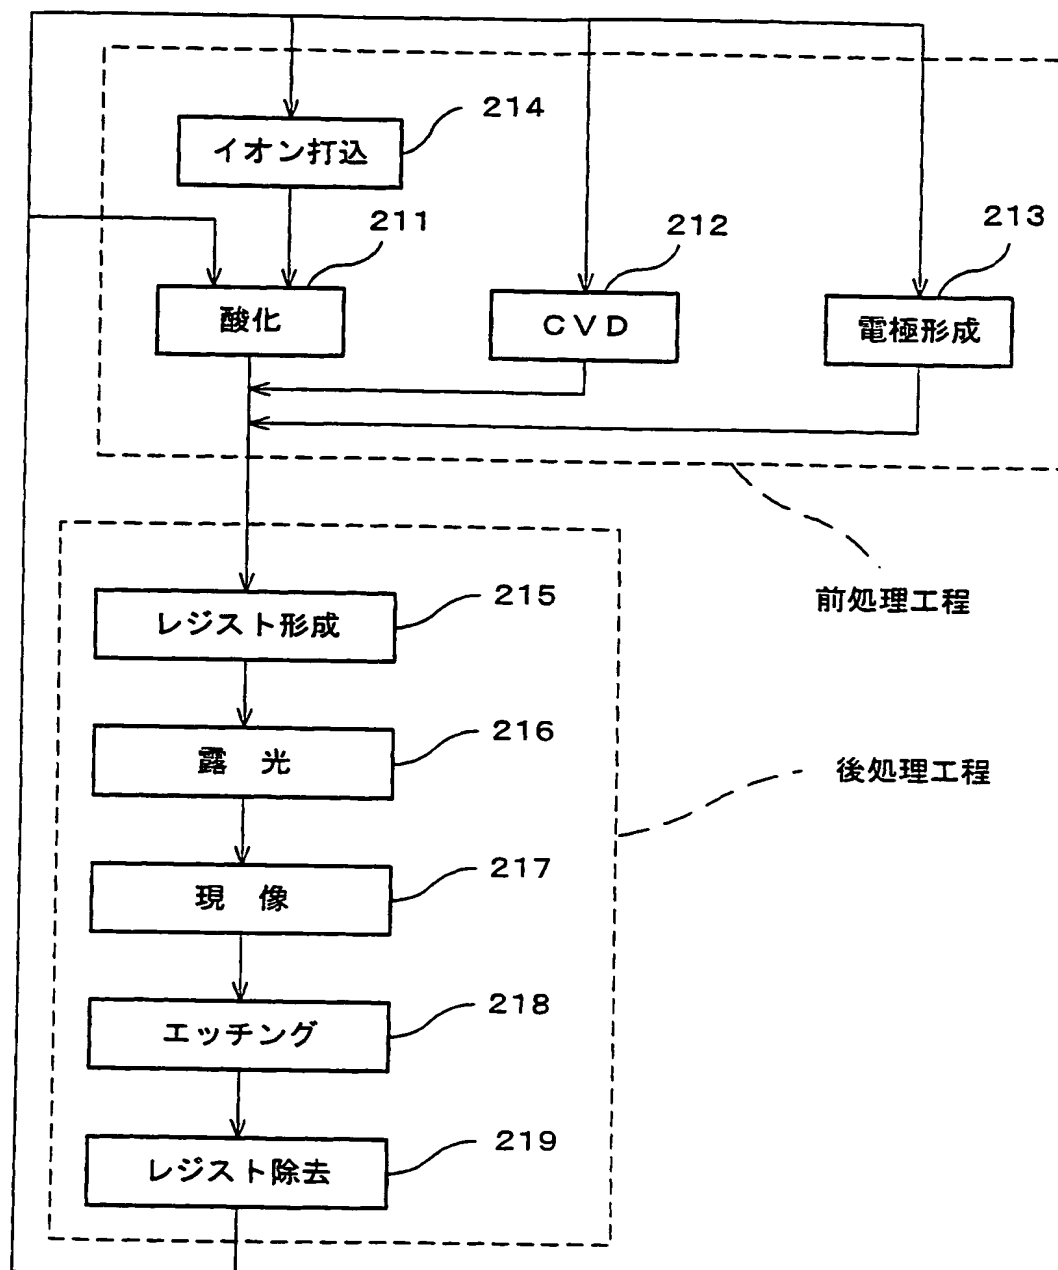 214
イオン打込
211
212
213
酸化
CVD
電極形成
前処理工程
215
レジスト形成
216
露 光
後処理工程
217
現 像
218
エッチング
219
レジスト除去